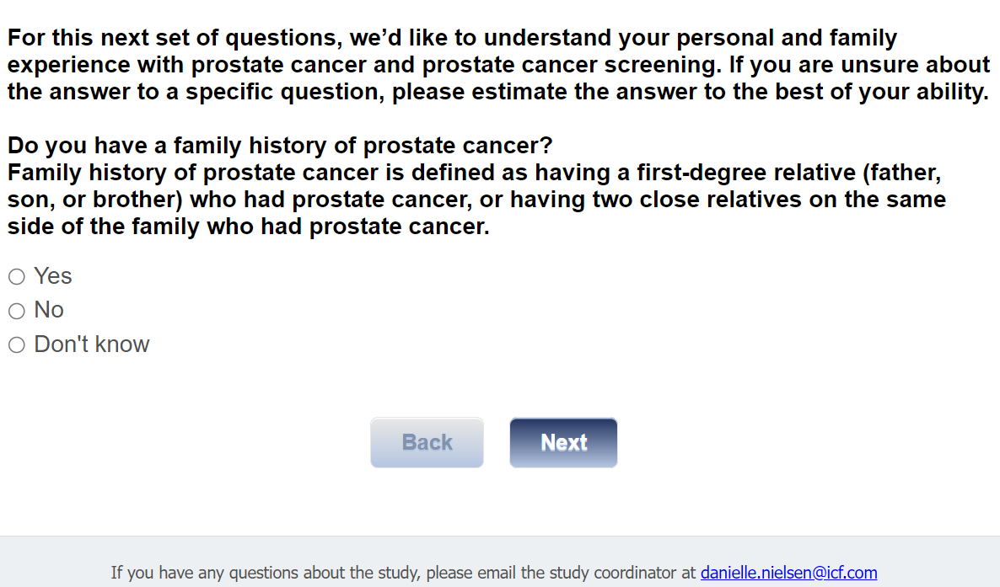 For this next set of questions, we’d like to understand your personal and family
experience with prostate cancer and prostate cancer screening. If you are unsure about
the answer to a specific question, please estimate the answer to the best of your ability.
Do you have a family history of prostate cancer?
Family history of prostate cancer is defined as having a first-degree relative (father,
son, or brother) who had prostate cancer, or having two close relatives on the same
side of the family who had prostate cancer.
Yes
No
Don't know
Back Next
If you have any questions about the study, please email the study coordinator at danielle.nielsen@icf.com